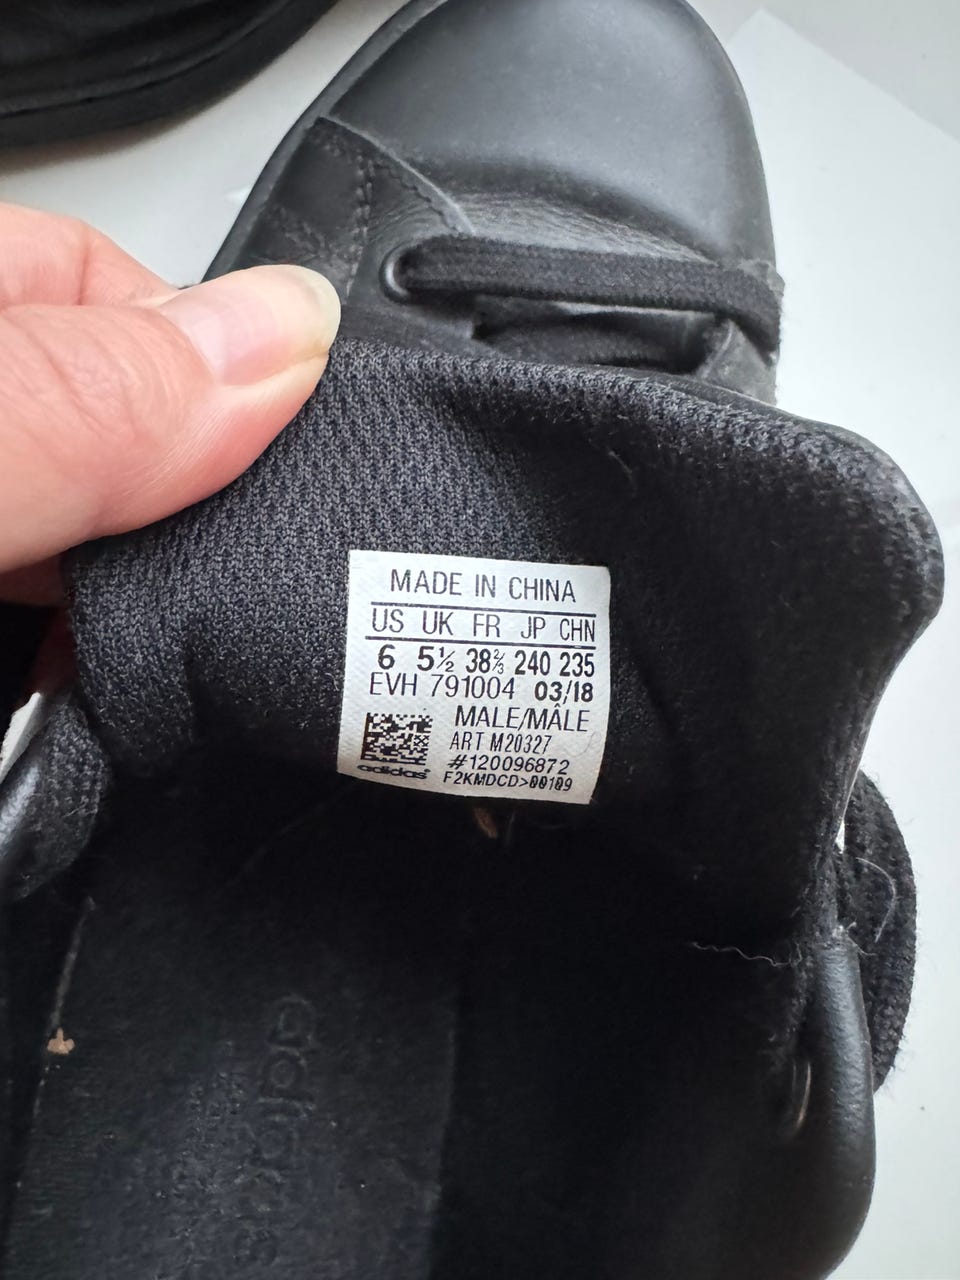 MADE IN CHINA
US UK FR JP CHN
6 5½ 38⅔ 240 235
EVH 791004 03/18
MALE/MÂLE
ART M20327
#120096872
adidas
F2KMDCD>00109
adidas